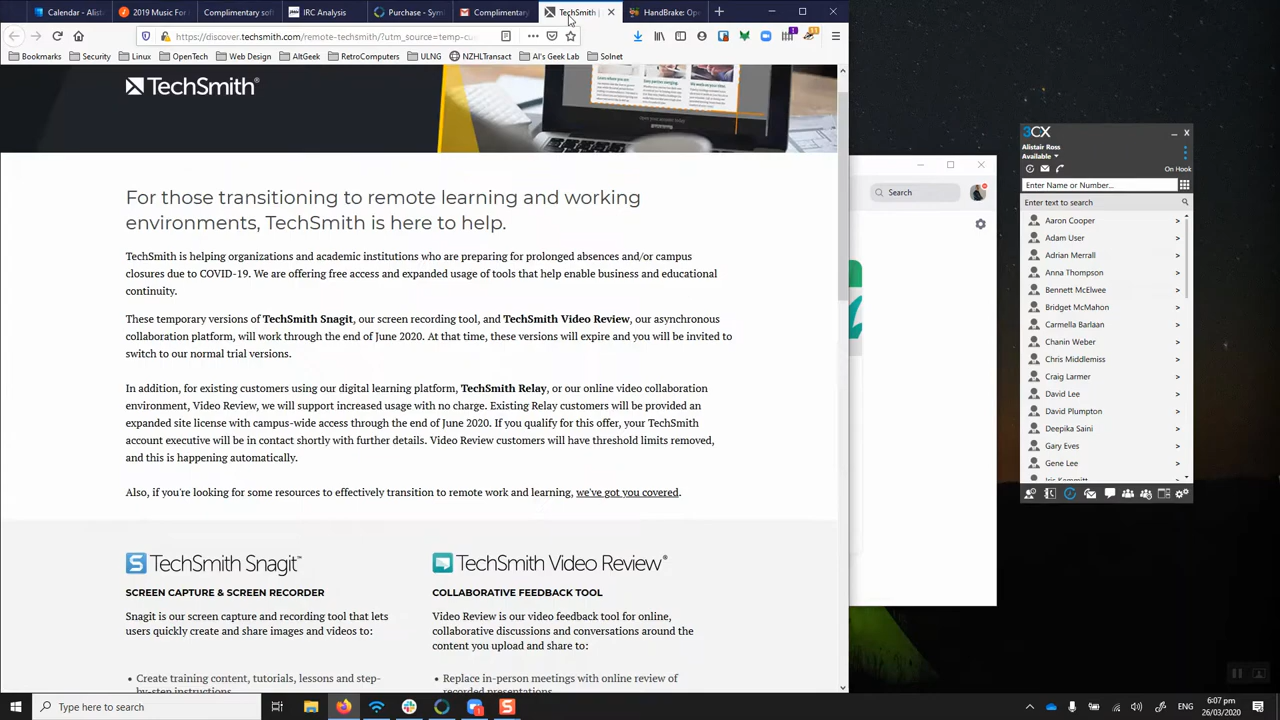 Calendar - Alist
2019 Music For
Complimentary soft
IRC Analysis
Purchase - Sym
Complimentary
TechSmith |
HandBrake: Ope
https://discover.techsmith.com/remote-techsmith/?utm_source=temp-cu
Bookmarks
Security
Linux
OpenTech
Web Design
AltGeek
RetroComputers
ULNG
NZHLTransact
AI's Geek Lab
Solnet
TechSmith®
For those transitioning to remote learning and working
environments, TechSmith is here to help.
TechSmith is helping organizations and academic institutions who are preparing for prolonged absences and/or campus
closures due to COVID-19. We are offering free access and expanded usage of tools that help enable business and educational
continuity.
These temporary versions of TechSmith Snagit, our screen recording tool, and TechSmith Video Review, our asynchronous
collaboration platform, will work through the end of June 2020. At that time, these versions will expire and you will be invited to
switch to our normal trial versions.
In addition, for existing customers using our digital learning platform, TechSmith Relay, or our online video collaboration
environment, Video Review, we will support increased usage with no charge. Existing Relay customers will be provided an
expanded site license with campus-wide access through the end of June 2020. If you qualify for this offer, your TechSmith
account executive will be in contact shortly with further details. Video Review customers will have threshold limits removed,
and this is happening automatically.
Also, if you're looking for some resources to effectively transition to remote work and learning, we've got you covered.
TechSmith Snagit™
SCREEN CAPTURE & SCREEN RECORDER
Snagit is our screen capture and recording tool that lets
users quickly create and share images and videos to:
• Create training content, tutorials, lessons and step-
by-step instructions
TechSmith Video Review®
COLLABORATIVE FEEDBACK TOOL
Video Review is our video feedback tool for online,
collaborative discussions and conversations around the
content you upload and share to:
• Replace in-person meetings with online review of
recorded presentations
Search
3CX
Alistair Ross
Available
On Hook
Enter Name or Number...
Enter text to search
Aaron Cooper
Adam User
Adrian Merrall
Anna Thompson
Bennett McElwee
Bridget McMahon
Carmella Barlaan
Chanin Weber
Chris Middlemiss
Craig Larmer
David Lee
David Plumpton
Deepika Saini
Gary Eves
Gene Lee
Iris Kammitt
Type here to search
ENG
6:07 pm
26/03/2020